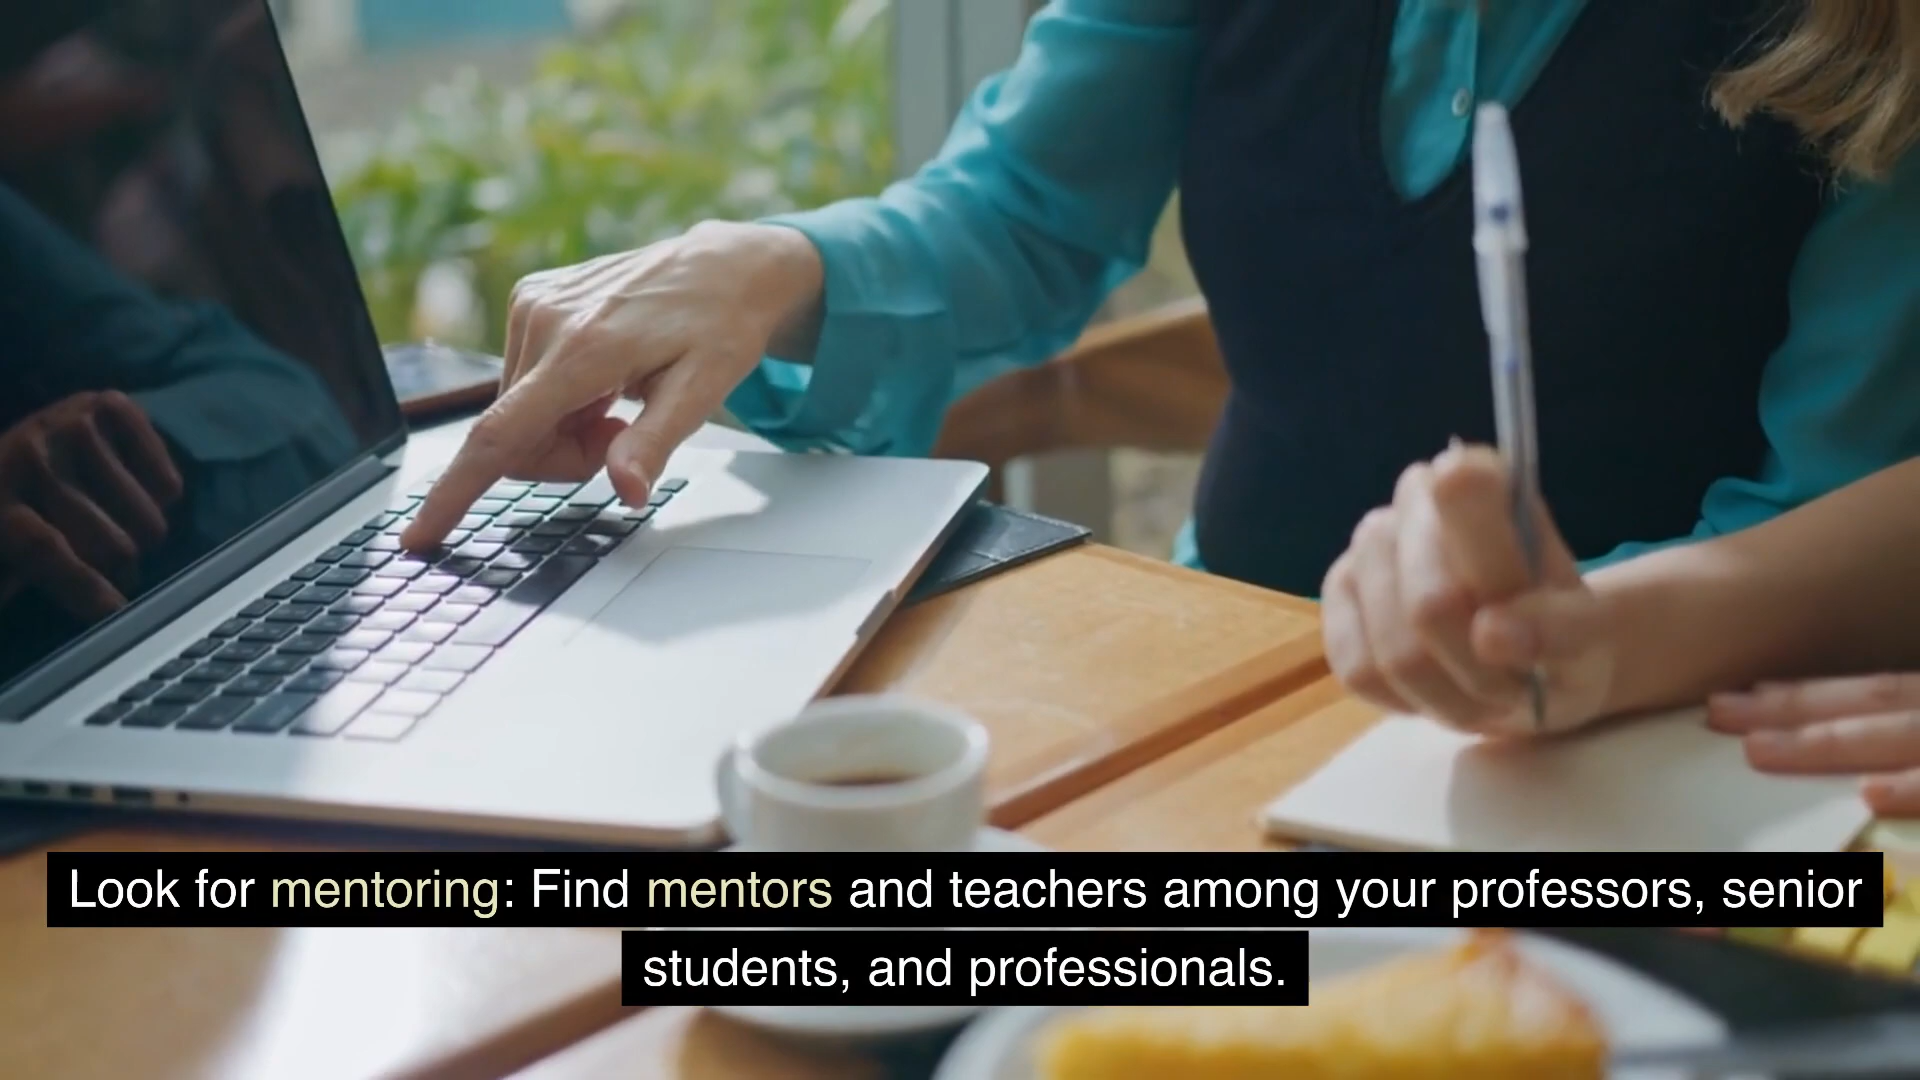 Look for mentoring: Find mentors and teachers among your professors, senior
students, and professionals.